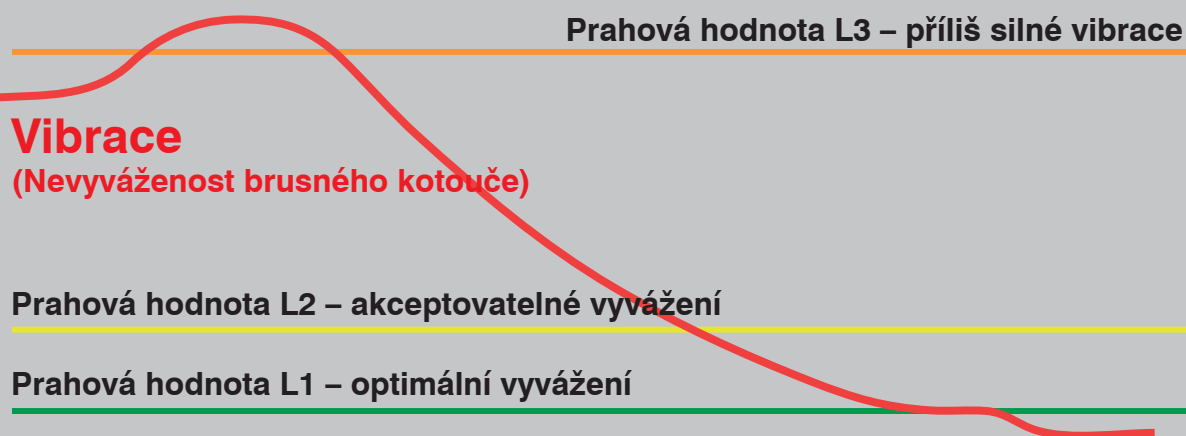 Prahová hodnota L3 – příliš silné vibrace
Vibrace
(Nevyváženost brusného kotouče)
Prahová hodnota L2 – akceptovatelné vyvážení
Prahová hodnota L1 – optimální vyvážení